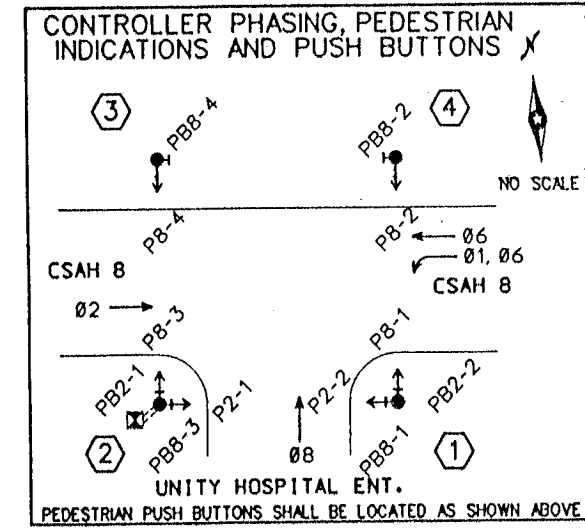 CONTROLLER PHASING, PEDESTRIAN
INDICATIONS AND PUSH BUTTONS
N
3
PB8-4
PB8-2
4
NO SCALE
P8-4
P8-2
Ø6
Ø1, Ø6
CSAH 8
CSAH 8
Ø2
P8-3
P8-1
PB2-1
P2-1
P2-2
PB2-2
2
PB8-3
Ø8
PB8-1
1
UNITY HOSPITAL ENT.
PEDESTRIAN PUSH BUTTONS SHALL BE LOCATED AS SHOWN ABOVE